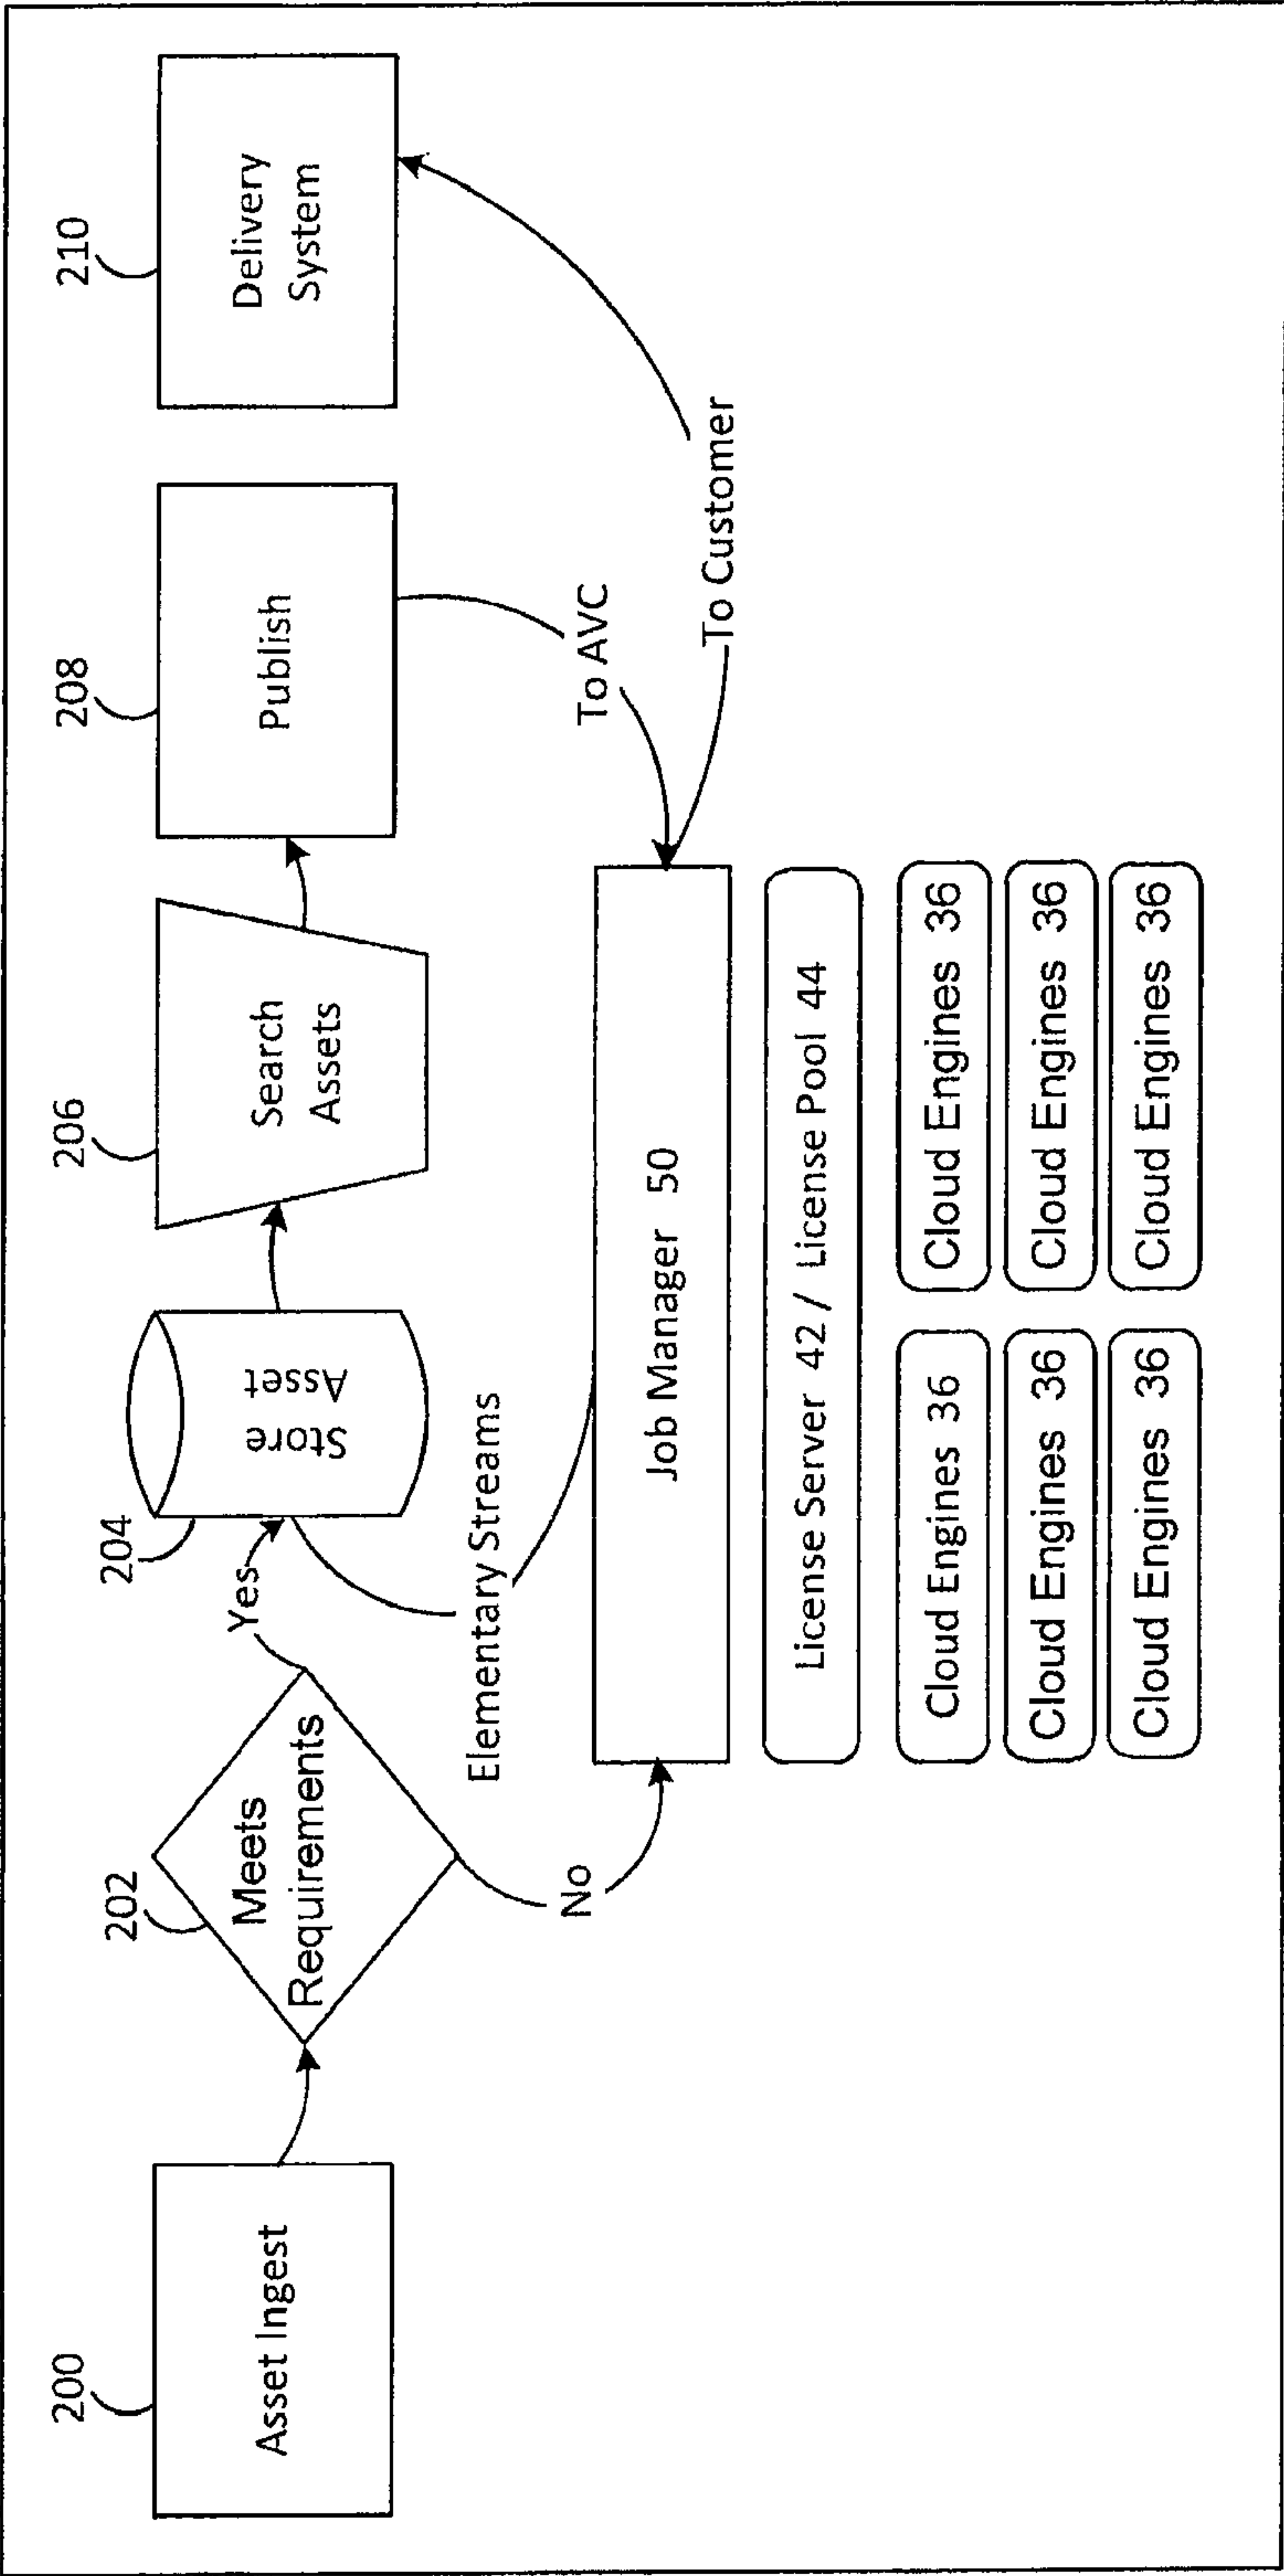 200
Asset Ingest
202
Meets
Requirements
Yes
No
204
Store
Asset
Elementary Streams
206
Search
Assets
208
Publish
To AVC
210
Delivery
System
To Customer
Job Manager 50
License Server 42 / License Pool 44
Cloud Engines 36
Cloud Engines 36
Cloud Engines 36
Cloud Engines 36
Cloud Engines 36
Cloud Engines 36